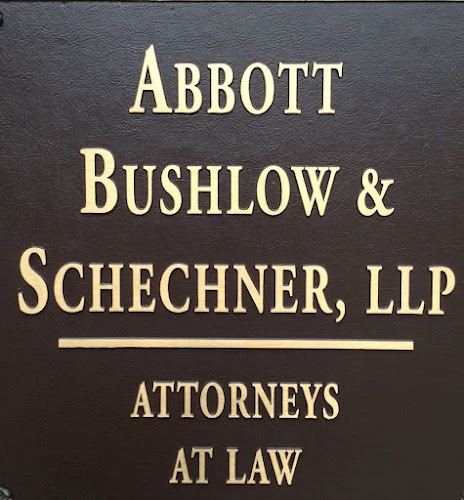 ABBOTT
BUSHLOW &
SCHECHNER, LLP
ATTORNEYS
AT LAW